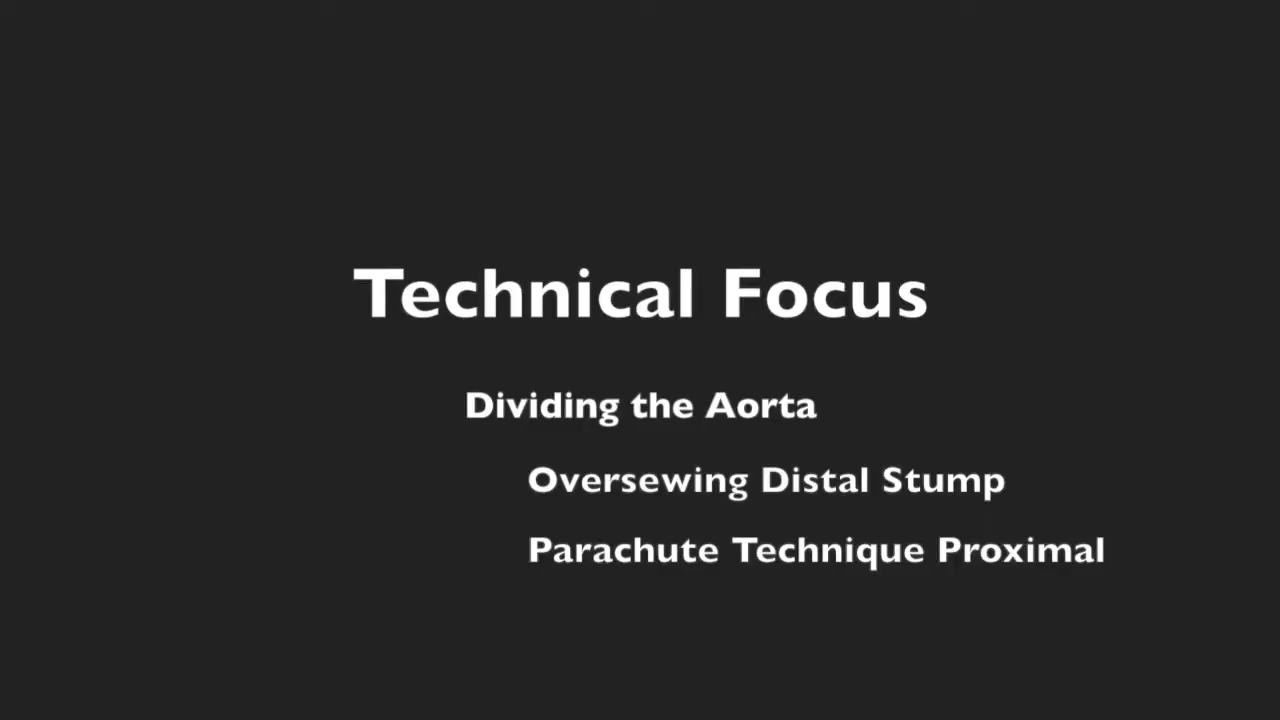 Technical Focus
Dividing the Aorta
Oversewing Distal Stump
Parachute Technique Proximal